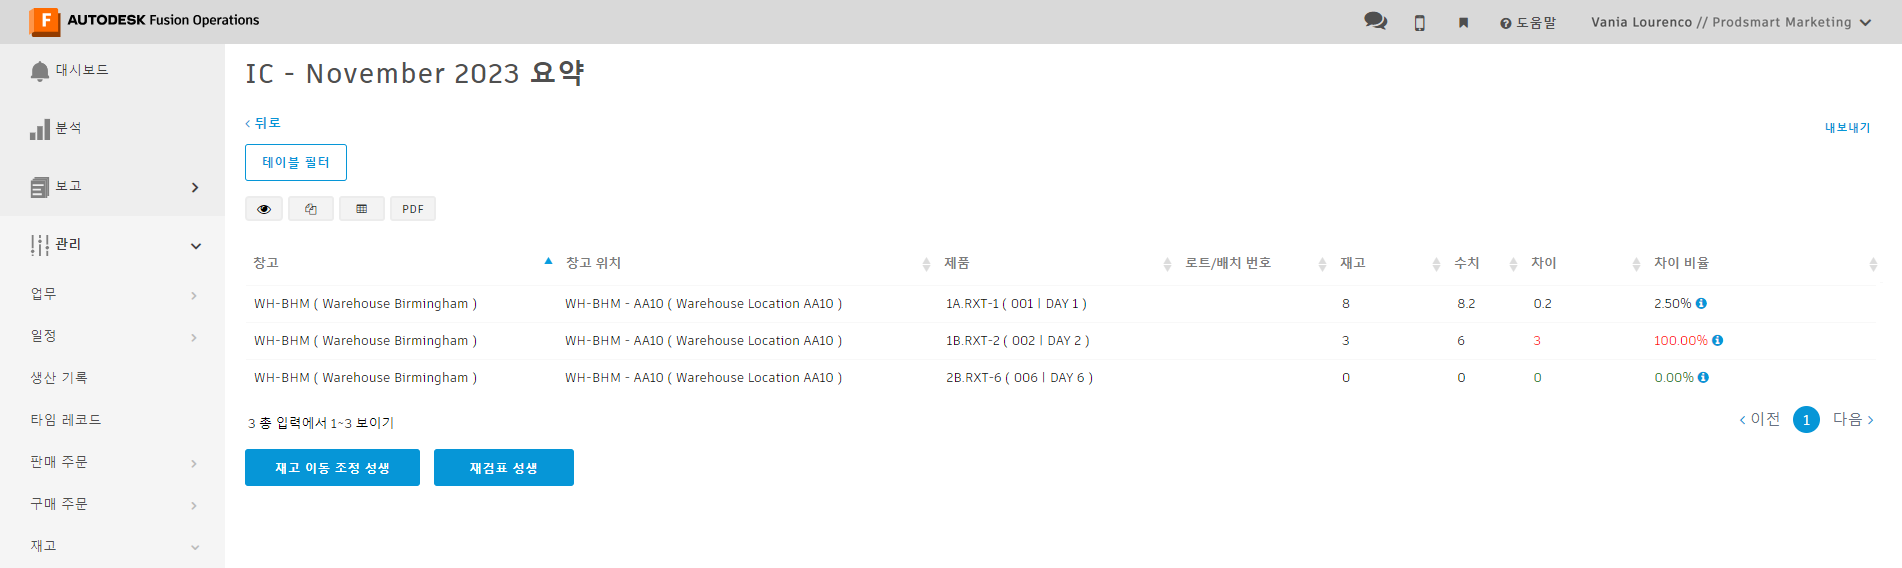 AUTODESK Fusion Operations
도움말
Vania Lourenco // Prodsmart Marketing
대시보드
분석
보고
관리
업무
일정
생산 기록
타임 레코드
판매 주문
구매 주문
재고
IC - November 2023 요약
‹ 뒤로
내보내기
테이블 필터
PDF
창고 창고 위치 제품 로트/배치 번호 재고 수치 차이 차이 비율
WH-BHM ( Warehouse Birmingham ) WH-BHM - AA10 ( Warehouse Location AA10 ) 1A.RXT-1 ( 001 | DAY 1 ) 8 8.2 0.2 2.50%
WH-BHM ( Warehouse Birmingham ) WH-BHM - AA10 ( Warehouse Location AA10 ) 1B.RXT-2 ( 002 | DAY 2 ) 3 6 3 100.00%
WH-BHM ( Warehouse Birmingham ) WH-BHM - AA10 ( Warehouse Location AA10 ) 2B.RXT-6 ( 006 | DAY 6 ) 0 0 0 0.00%
3 총 입력에서 1~3 보이기
‹ 이전 1 다음 ›
재고 이동 조정 생성
재검표 생성